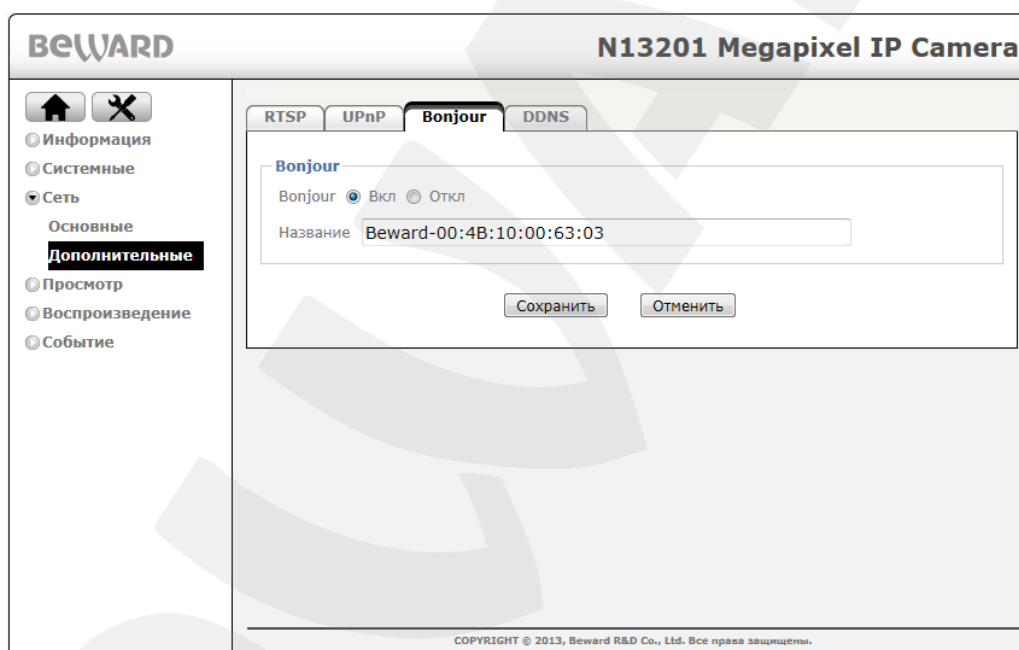 BEWARD
N13201 Megapixel IP Camera
Информация
Системные
Сеть
Основные
Дополнительные
Просмотр
Воспроизведение
Событие
RTSP UPnP Bonjour DDNS
Bonjour
Bonjour Вкл Откл
Название Beward-00:4B:10:00:63:03
Сохранить Отменить
COPYRIGHT © 2013, Beward R&D Co., Ltd. Все права защищены.